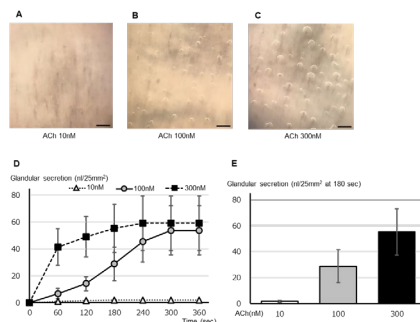 A
B
C
ACh 10nM
ACh 100nM
ACh 300nM
D
Glandular secretion (nl/25mm²)
10nM
100nM
300nM
80
60
40
20
0
0 60 120 180 240 300 360
Time (sec)
E
Glandular secretion (nl/25mm² at 180 sec)
80
60
40
20
0
ACh(nM) 10 100 300